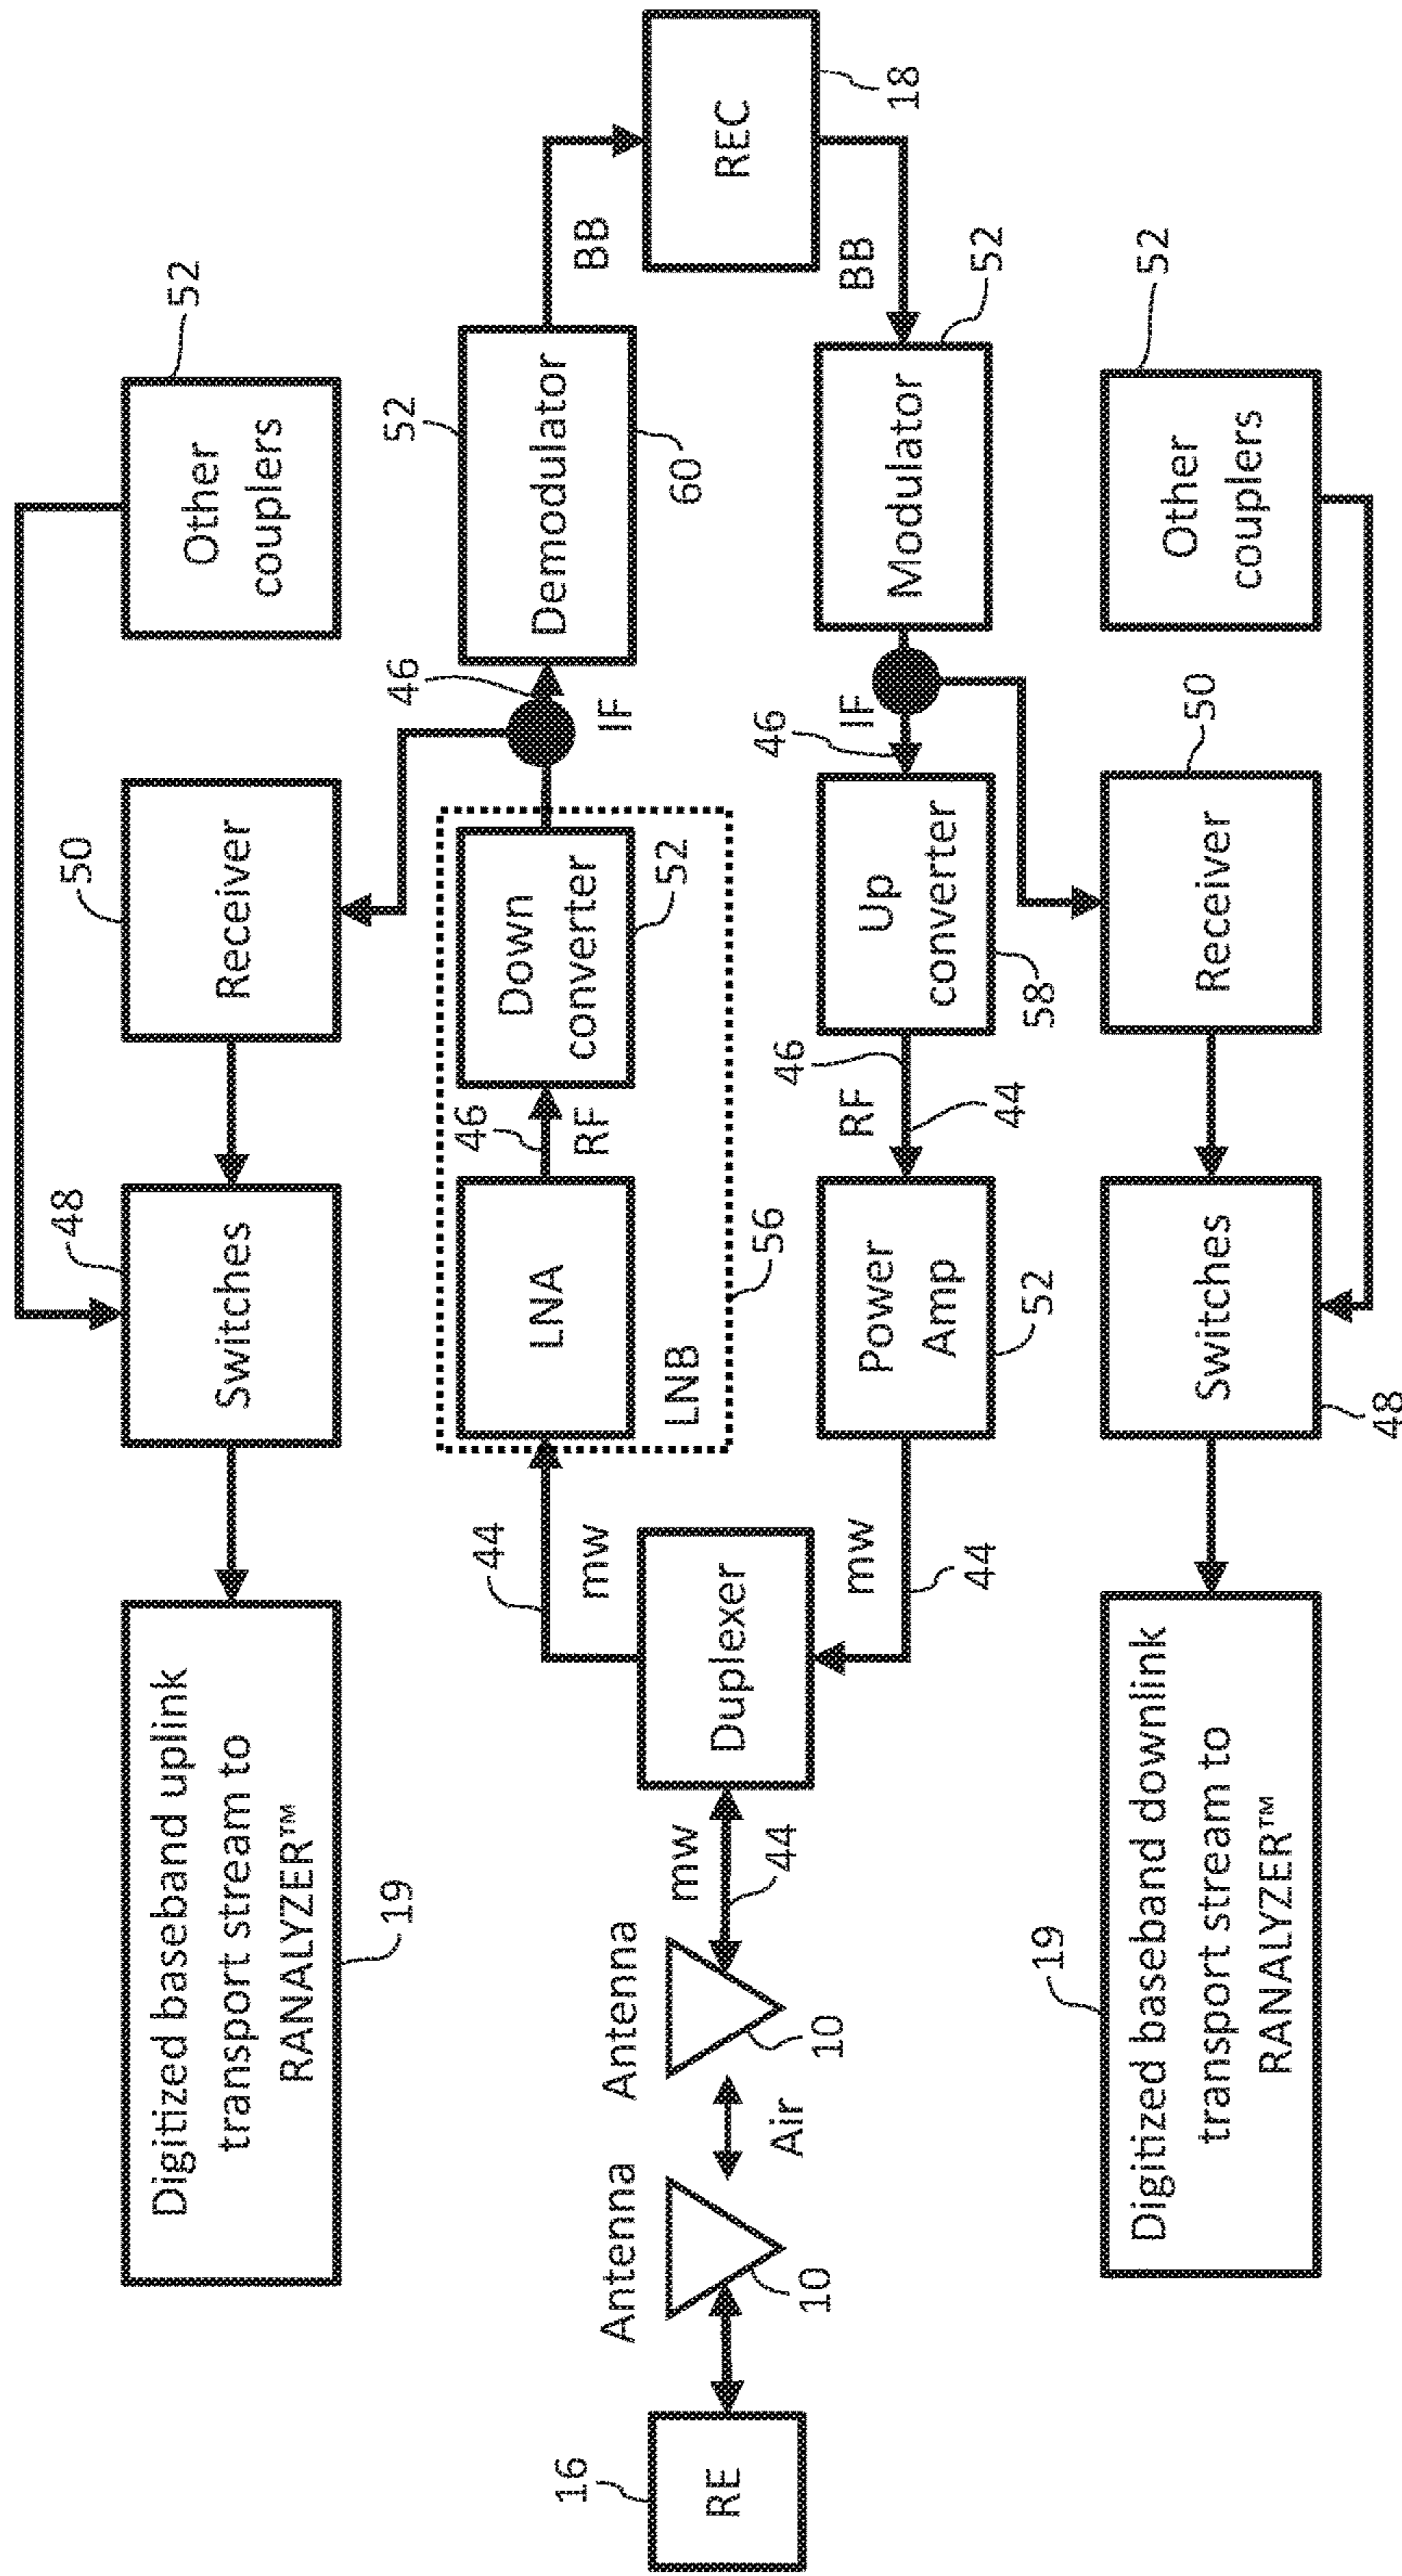 Digitized baseband uplink
transport stream to
RANALYZER™
19
Switches
48
Receiver
50
Other
couplers
52
16
RE
Antenna
10
Air
Antenna
10
mw
44
Duplexer
44
mw
LNA
46
RF
Down
converter
52
LNB
56
46
IF
52
Demodulator
60
BB
REC
18
BB
Modulator
52
IF
46
Up
converter
58
46
RF
44
Power
Amp
52
mw
44
19
Digitized baseband downlink
transport stream to
RANALYZER™
Switches
48
Receiver
50
Other
couplers
52